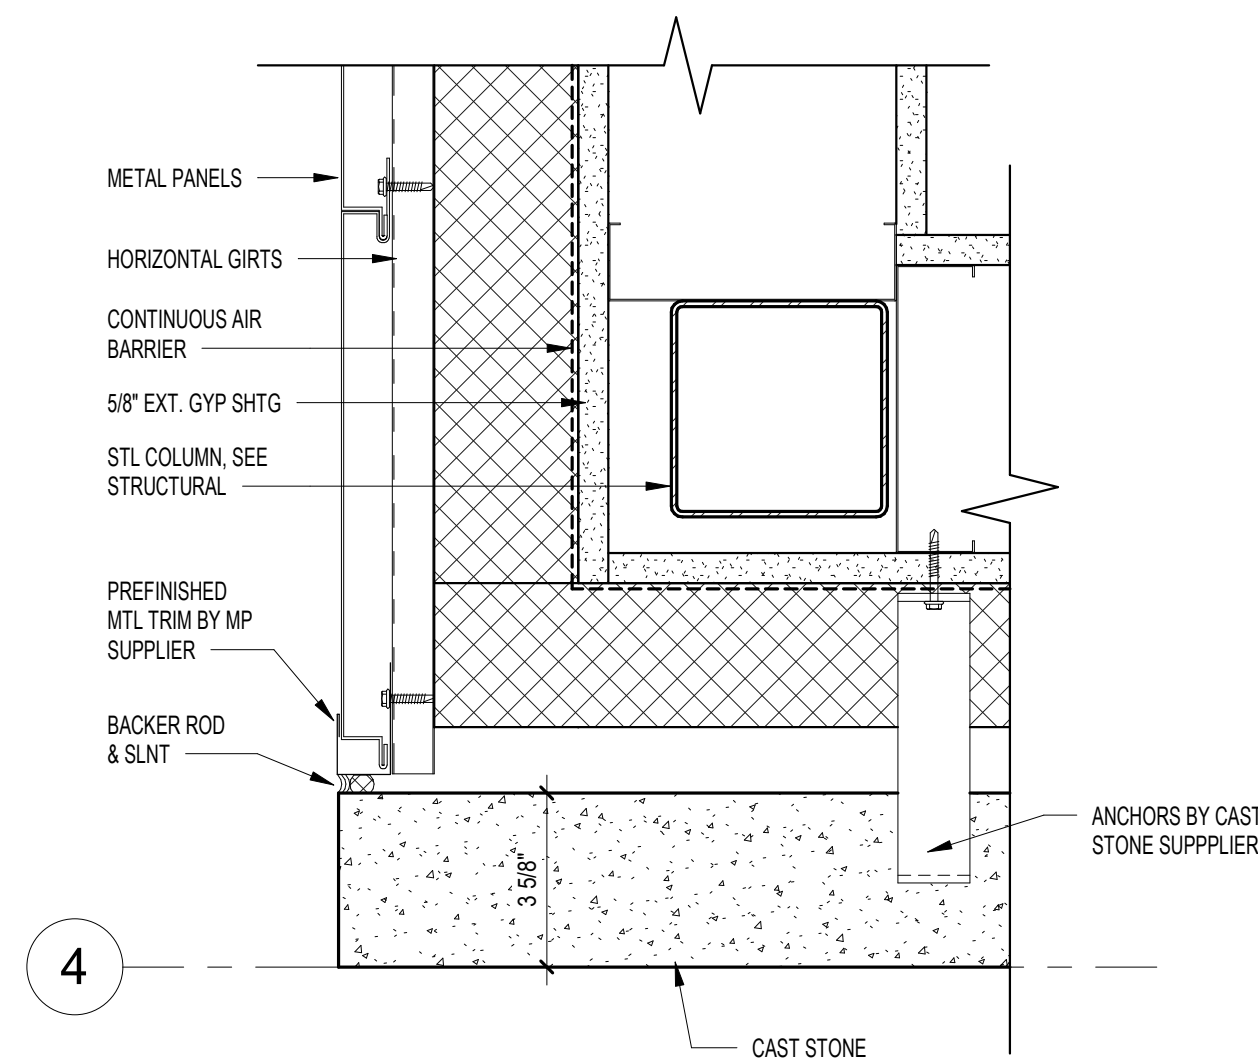 METAL PANELS
HORIZONTAL GIRTS
CONTINUOUS AIR
BARRIER
5/8" EXT. GYP SHTG
STL COLUMN, SEE
STRUCTURAL
PREFINISHED
MTL TRIM BY MP
SUPPLIER
BACKER ROD
& SLNT
3 5/8"
ANCHORS BY CAST
STONE SUPPPLIER
4
CAST STONE